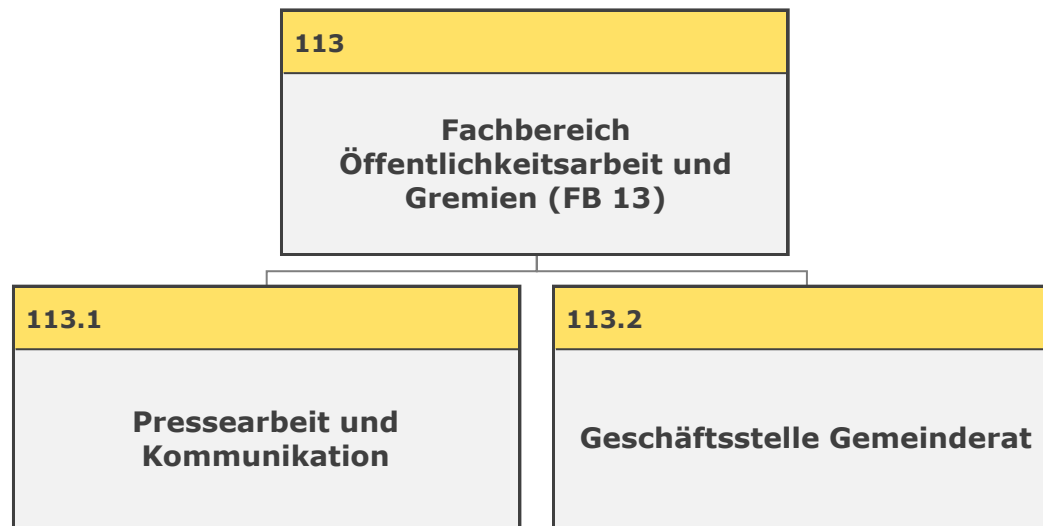 113
Fachbereich
Öffentlichkeitsarbeit und
Gremien (FB 13)
113.1
Pressearbeit und
Kommunikation
113.2
Geschäftsstelle Gemeinderat